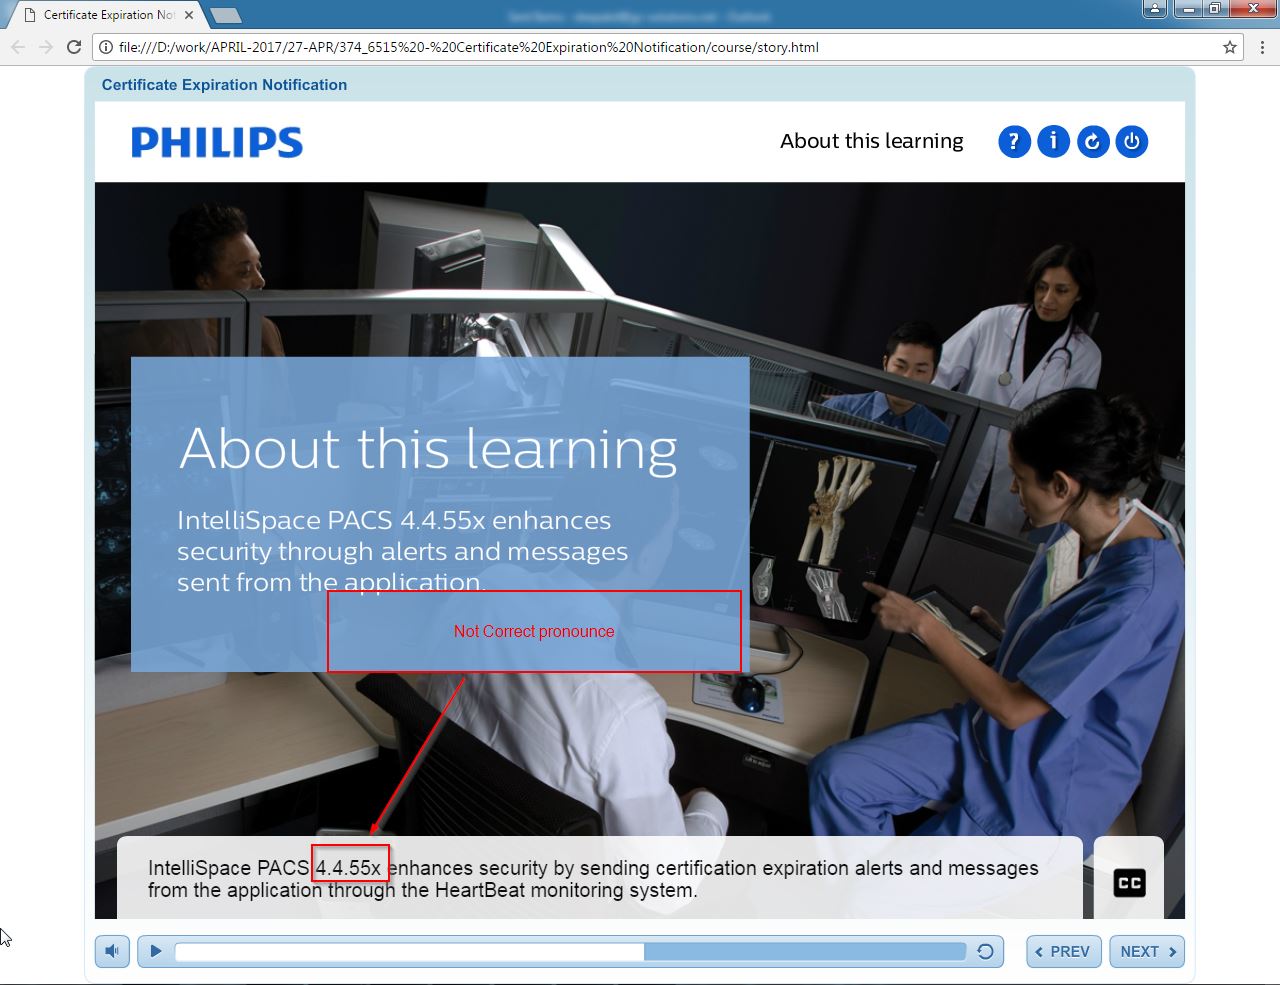 Certificate Expiration Not
file:///D:/work/APRIL-2017/27-APR/374_6515%20-%20Certificate%20Expiration%20Notification/course/story.html
Certificate Expiration Notification
PHILIPS
About this learning
About this learning
IntelliSpace PACS 4.4.55x enhances
security through alerts and messages
sent from the application.
Not Correct pronounce
IntelliSpace PACS 4.4.55x enhances security by sending certification expiration alerts and messages
from the application through the HeartBeat monitoring system.
CC
PREV
NEXT